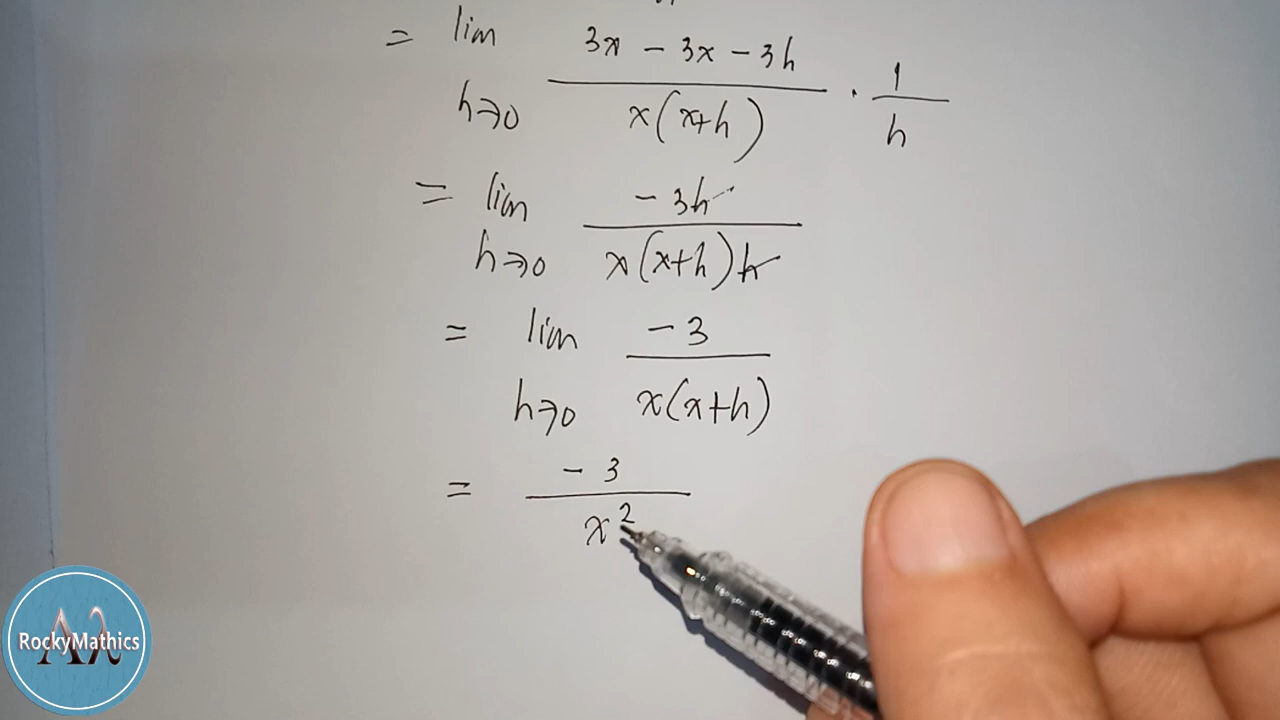 = lim h→0 3x - 3x - 3h / x(x+h) · 1/h
= lim h→0 -3h / x(x+h)h
= lim h→0 -3 / x(x+h)
= -3 / x²
RockyMathics